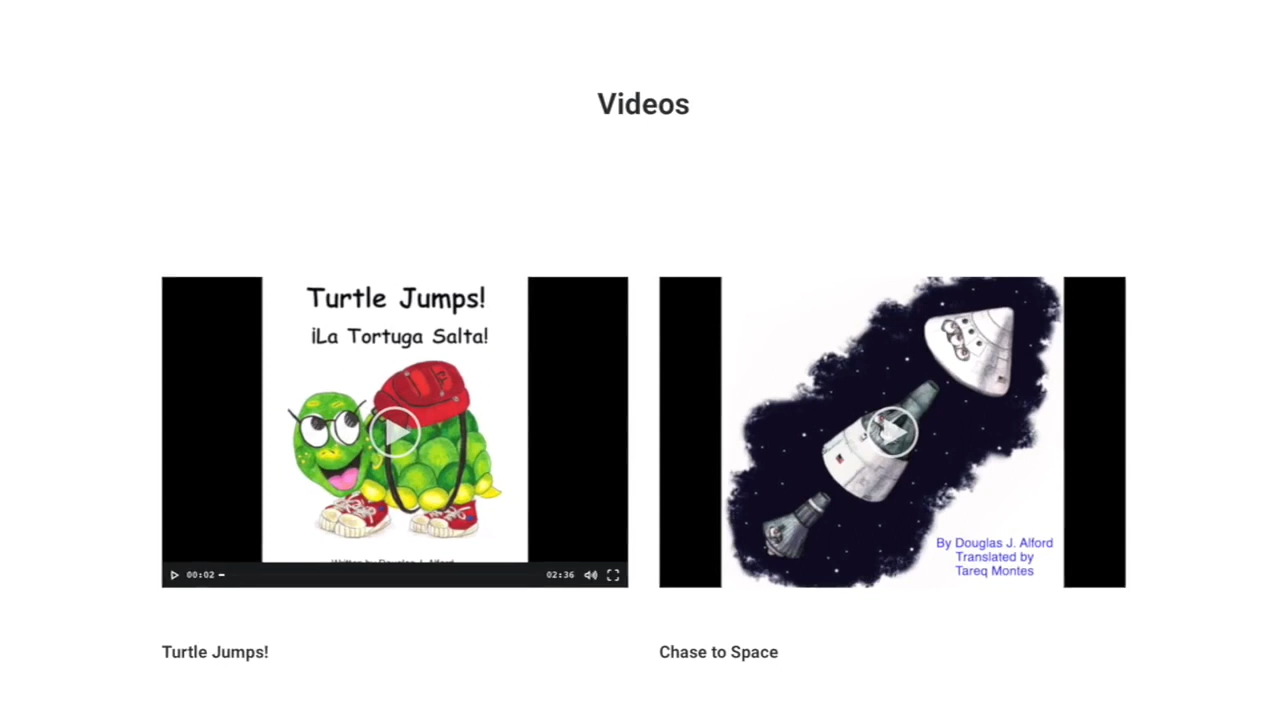 Videos
Turtle Jumps!
¡La Tortuga Salta!
00:02
02:36
By Douglas J. Alford
Translated by
Tareq Montes
Turtle Jumps!
Chase to Space